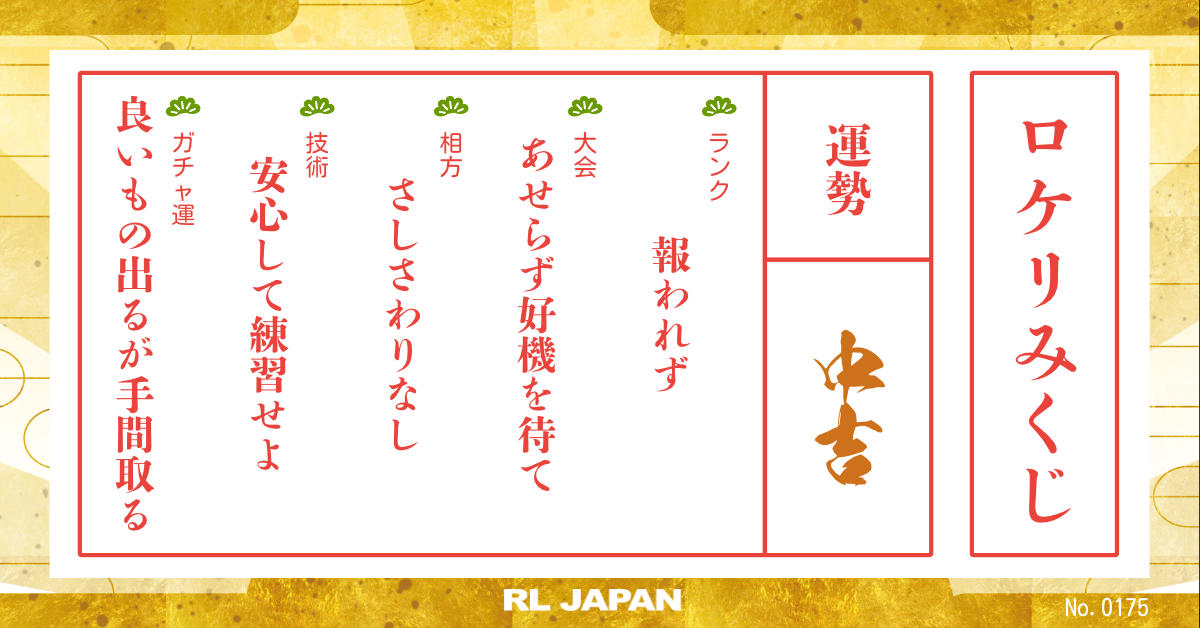 ロケリみくじ
運勢
中吉
ランク
報われず
大会
あせらず好機を待て
相方
さしさわりなし
技術
安心して練習せよ
ガチャ運
良いもの出るが手間取る
RL JAPAN
No. 0175